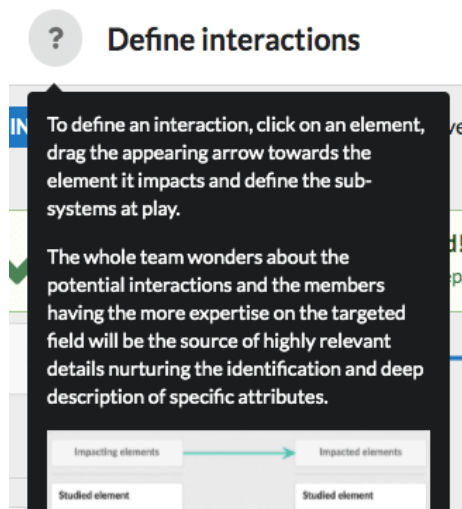 ?
Define interactions
IN
To define an interaction, click on an element,
drag the appearing arrow towards the
element it impacts and define the sub-
systems at play.
The whole team wonders about the
potential interactions and the members
having the more expertise on the targeted
field will be the source of highly relevant
details nurturing the identification and deep
description of specific attributes.
Impacting elements
Impacted elements
Studied element
Studied element